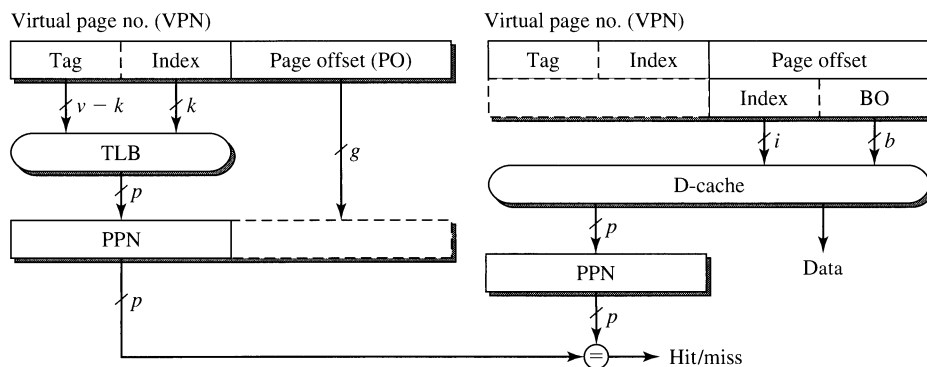 Virtual page no. (VPN)
Tag
Index
Page offset (PO)
v − k
k
TLB
g
p
PPN
p
Virtual page no. (VPN)
Tag
Index
Page offset
Index
BO
i
b
D-cache
p
PPN
Data
p
=
Hit/miss